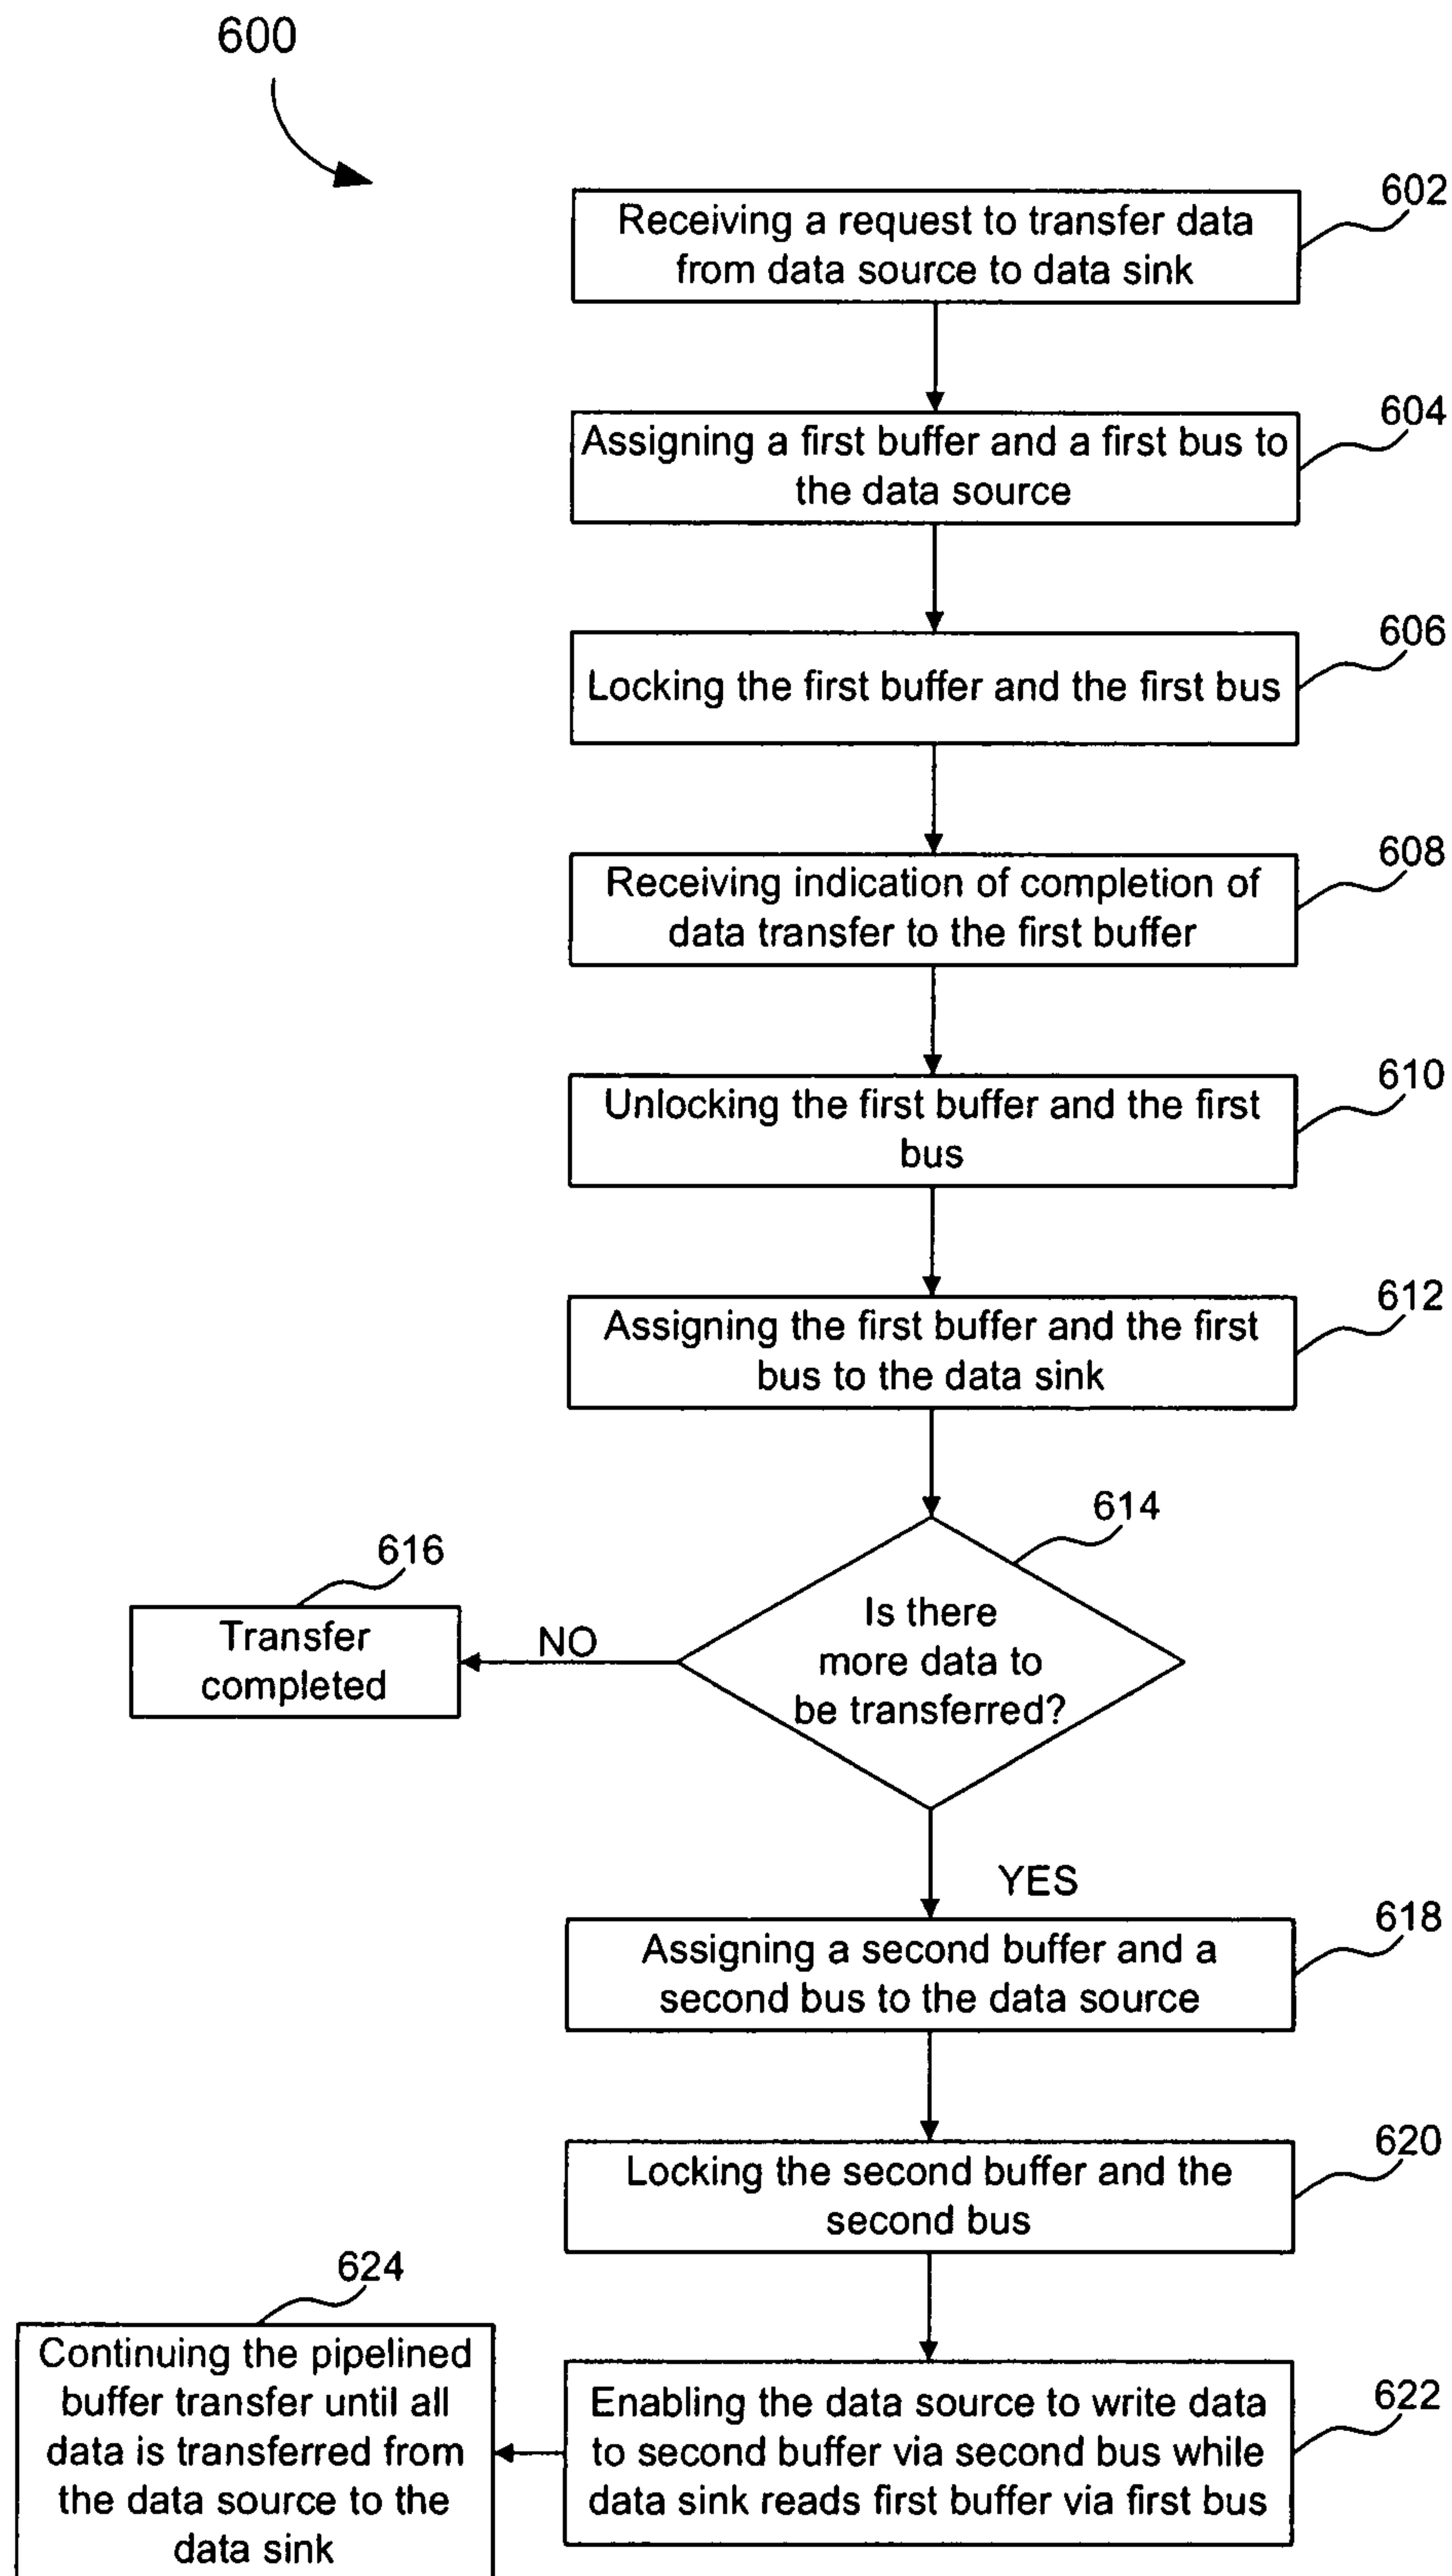 600
602
Receiving a request to transfer data
from data source to data sink
604
Assigning a first buffer and a first bus to
the data source
606
Locking the first buffer and the first bus
608
Receiving indication of completion of
data transfer to the first buffer
610
Unlocking the first buffer and the first
bus
612
Assigning the first buffer and the first
bus to the data sink
614
Is there
more data to
be transferred?
616
NO
Transfer
completed
YES
618
Assigning a second buffer and a
second bus to the data source
620
Locking the second buffer and the
second bus
622
Enabling the data source to write data
to second buffer via second bus while
data sink reads first buffer via first bus
624
Continuing the pipelined
buffer transfer until all
data is transferred from
the data source to the
data sink